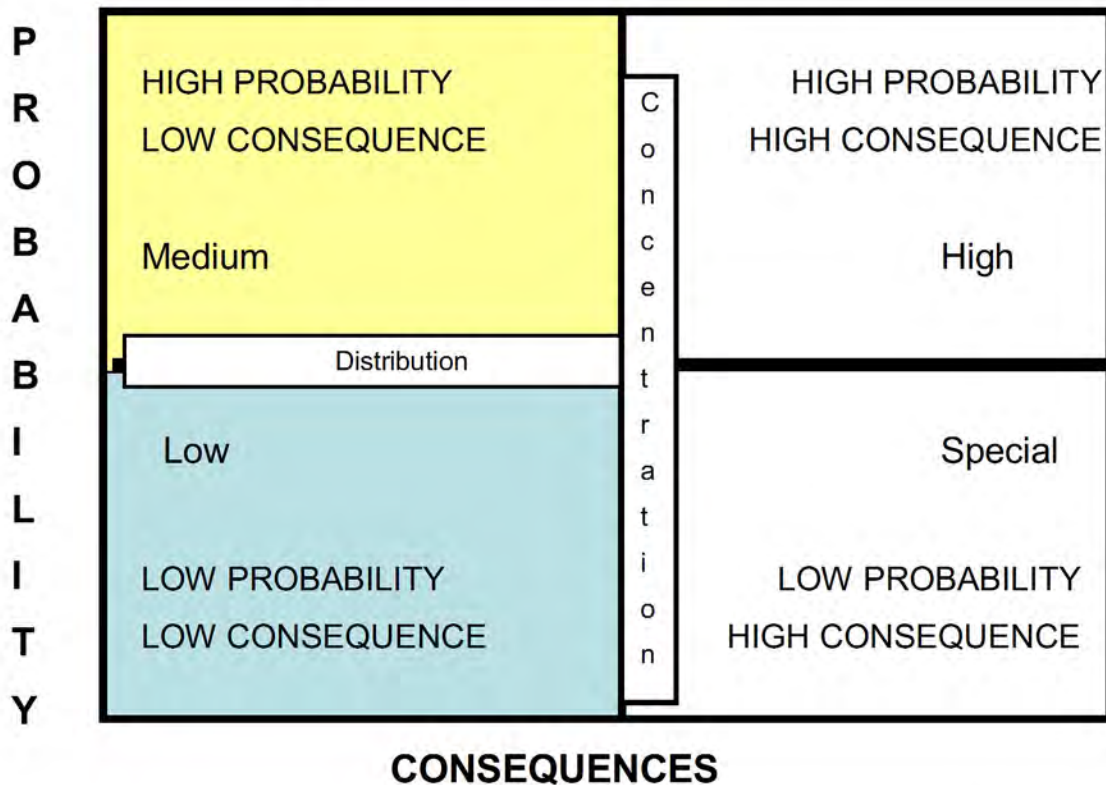 PROBABILITY
HIGH PROBABILITY
LOW CONSEQUENCE
Medium
Distribution
Low
LOW PROBABILITY
LOW CONSEQUENCE
Concentration
HIGH PROBABILITY
HIGH CONSEQUENCE
High
Special
LOW PROBABILITY
HIGH CONSEQUENCE
CONSEQUENCES